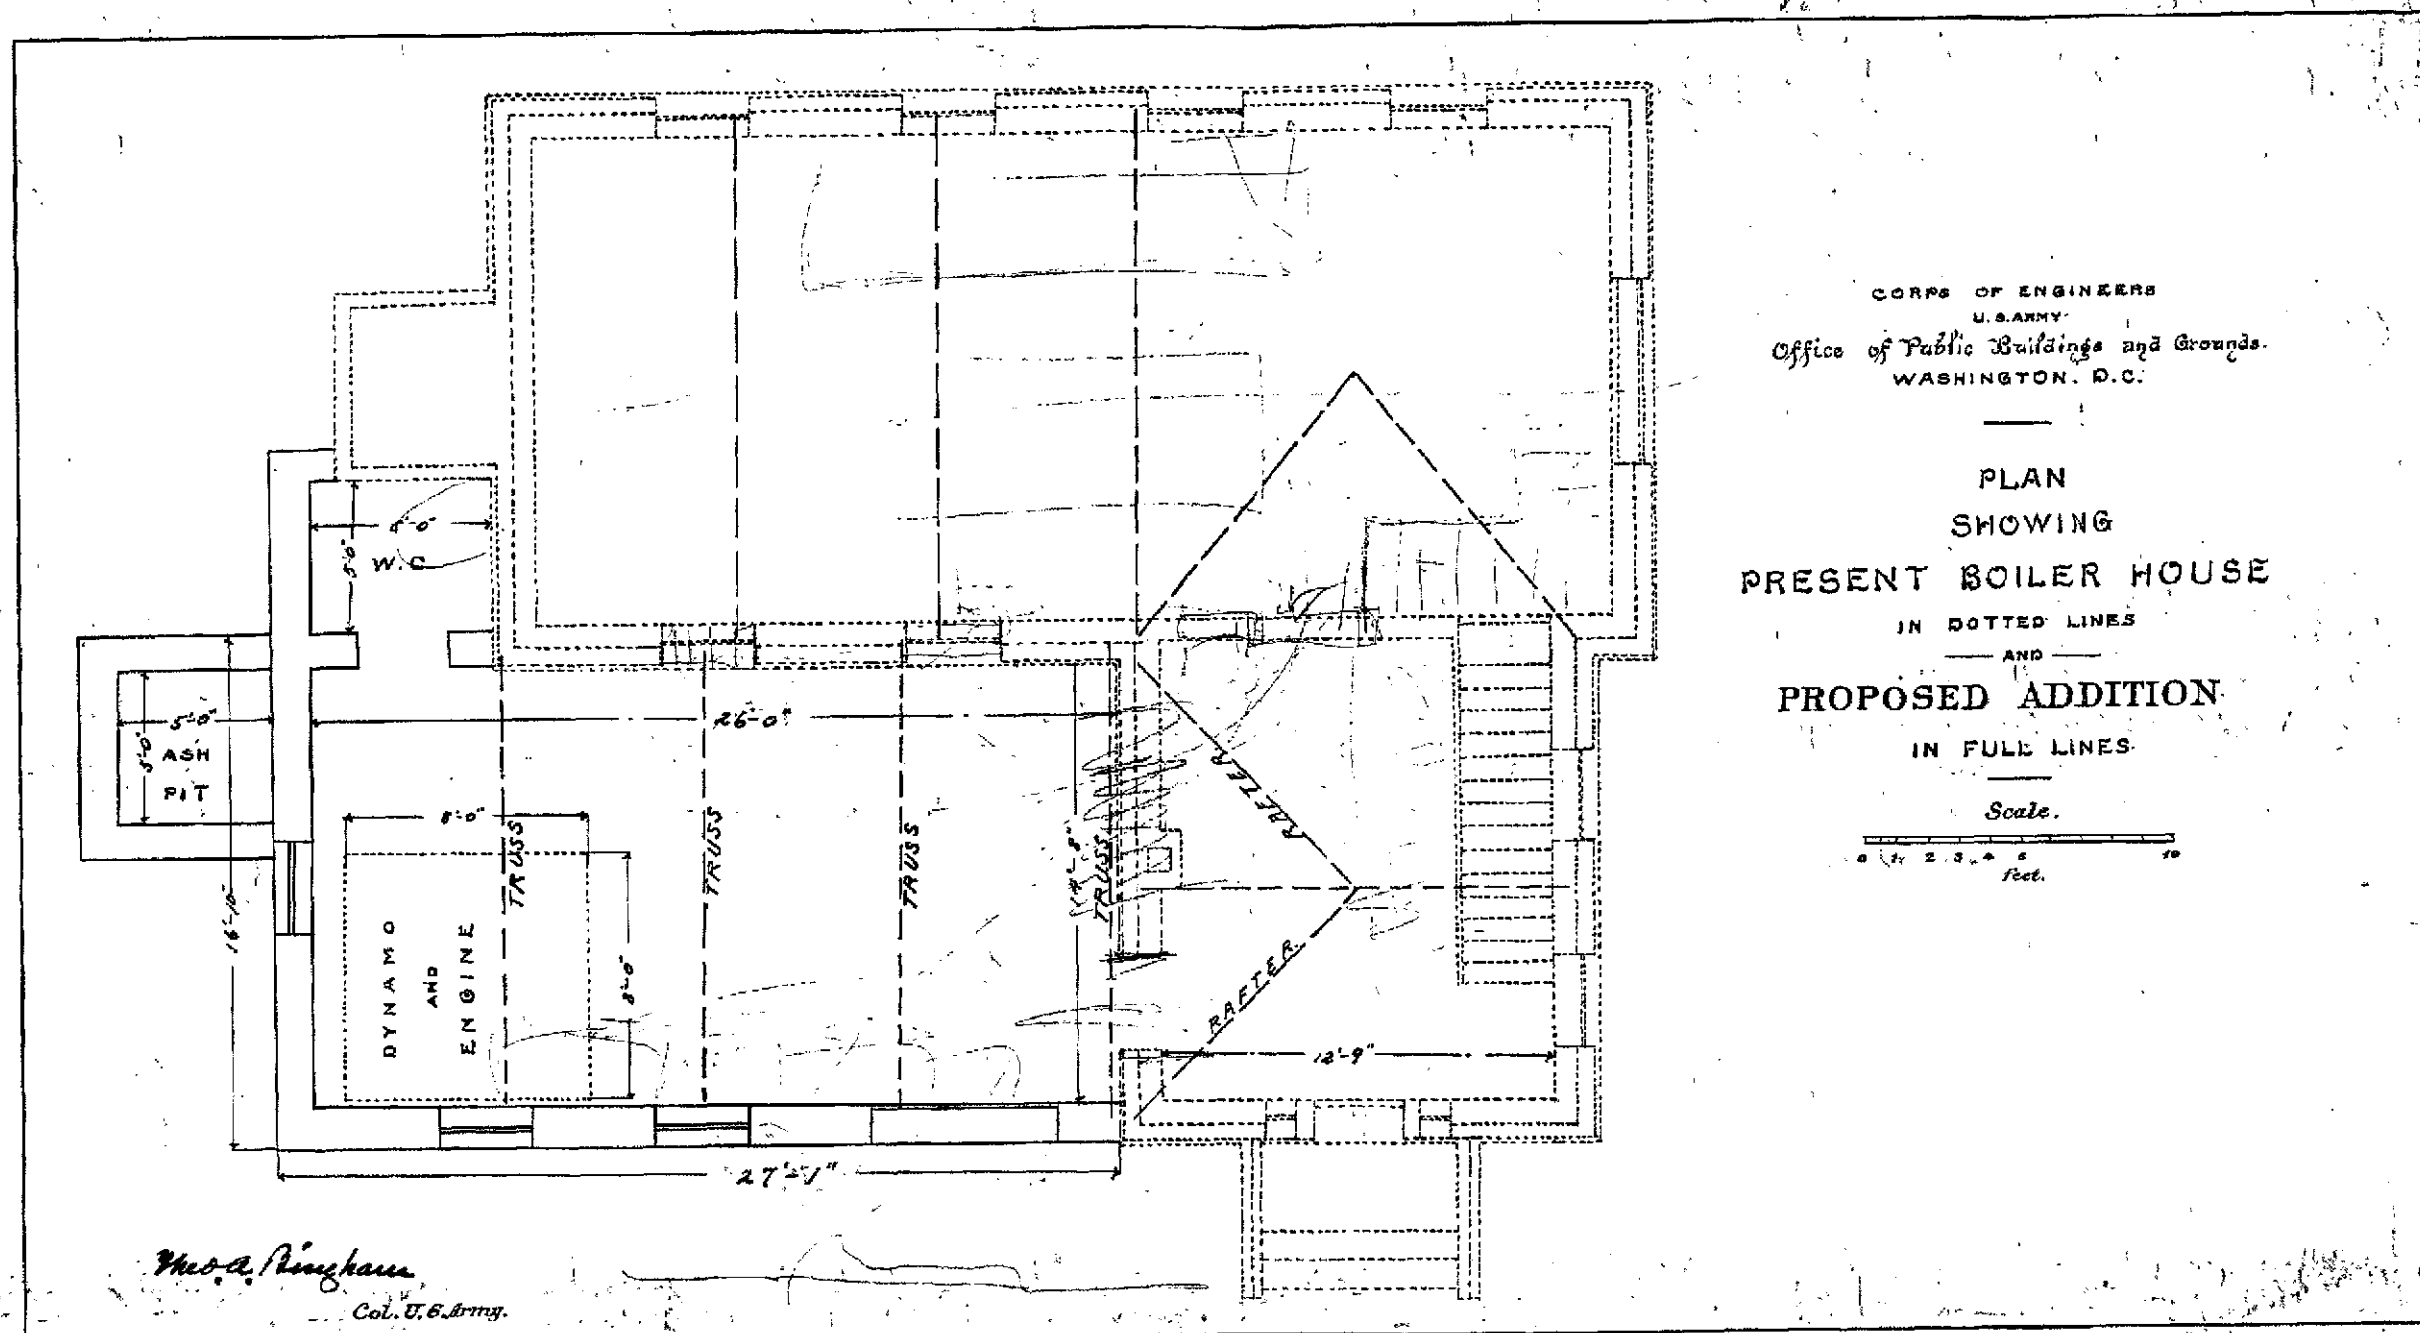 CORPS OF ENGINEERS
U.S. ARMY.
Office of Public Buildings and Grounds.
WASHINGTON. D.C.
PLAN
SHOWING
PRESENT BOILER HOUSE
IN DOTTED LINES
AND
PROPOSED ADDITION
IN FULL LINES.
Scale.
0 1 2 3 4 5 10
Feet.
5'-0"
W.C
26'-0"
5'-0"
5'-0"
ASH
PIT
8'-0"
TRUSS
TRUSS
TRUSS
TRUSS
14'-8"
RAFTER
RAFTER.
16'-10"
DYNAMO
AND
ENGINE
8'-0"
12'-9"
27'-1"
Theo. A. Bingham
Col. U.S. Army.